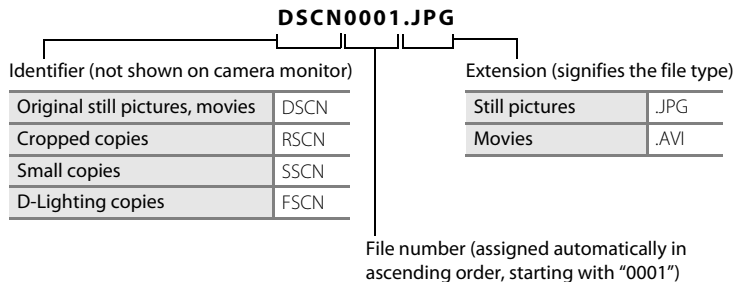 DSCN0001.JPG
Identifier (not shown on camera monitor)
Original still pictures, movies DSCN
Cropped copies RSCN
Small copies SSCN
D-Lighting copies FSCN
Extension (signifies the file type)
Still pictures .JPG
Movies .AVI
File number (assigned automatically in
ascending order, starting with “0001”)